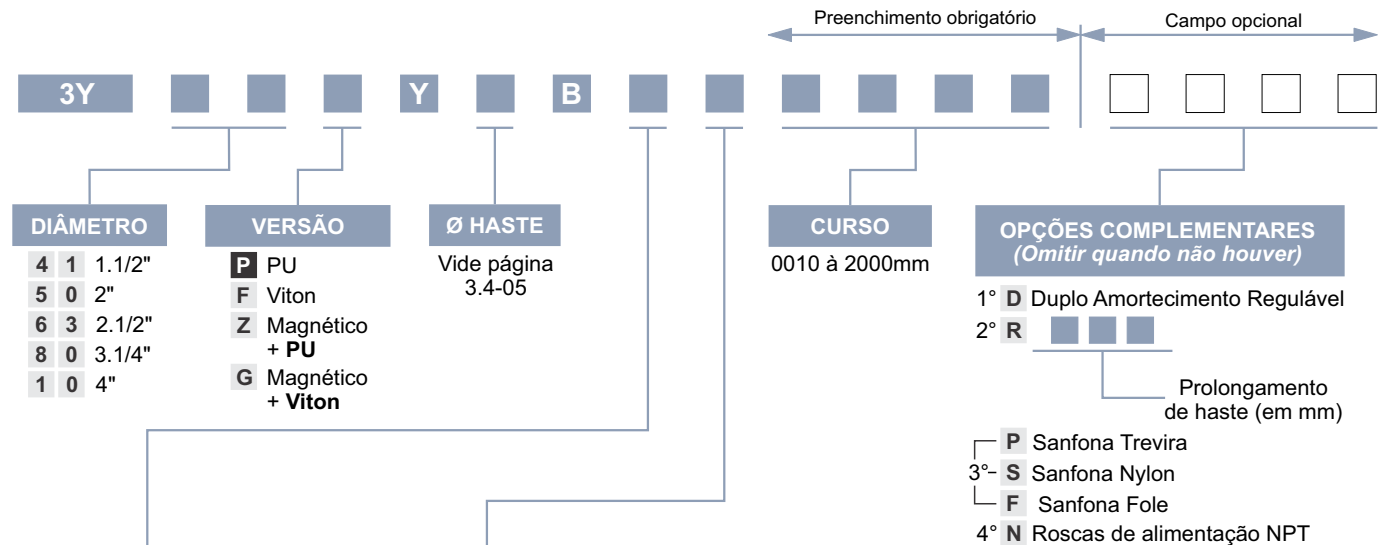 Preenchimento obrigatório
Campo opcional
3Y
Y
B
DIÂMETRO
4 1 1.1/2"
5 0 2"
6 3 2.1/2"
8 0 3.1/4"
1 0 4"
VERSÃO
P PU
F Viton
Z Magnético
+ PU
G Magnético
+ Viton
Ø HASTE
Vide página
3.4-05
CURSO
0010 à 2000mm
OPÇÕES COMPLEMENTARES
(Omitir quando não houver)
1° D Duplo Amortecimento Regulável
2° R
Prolongamento
de haste (em mm)
P Sanfona Trevira
3° S Sanfona Nylon
F Sanfona Fole
4° N Roscas de alimentação NPT